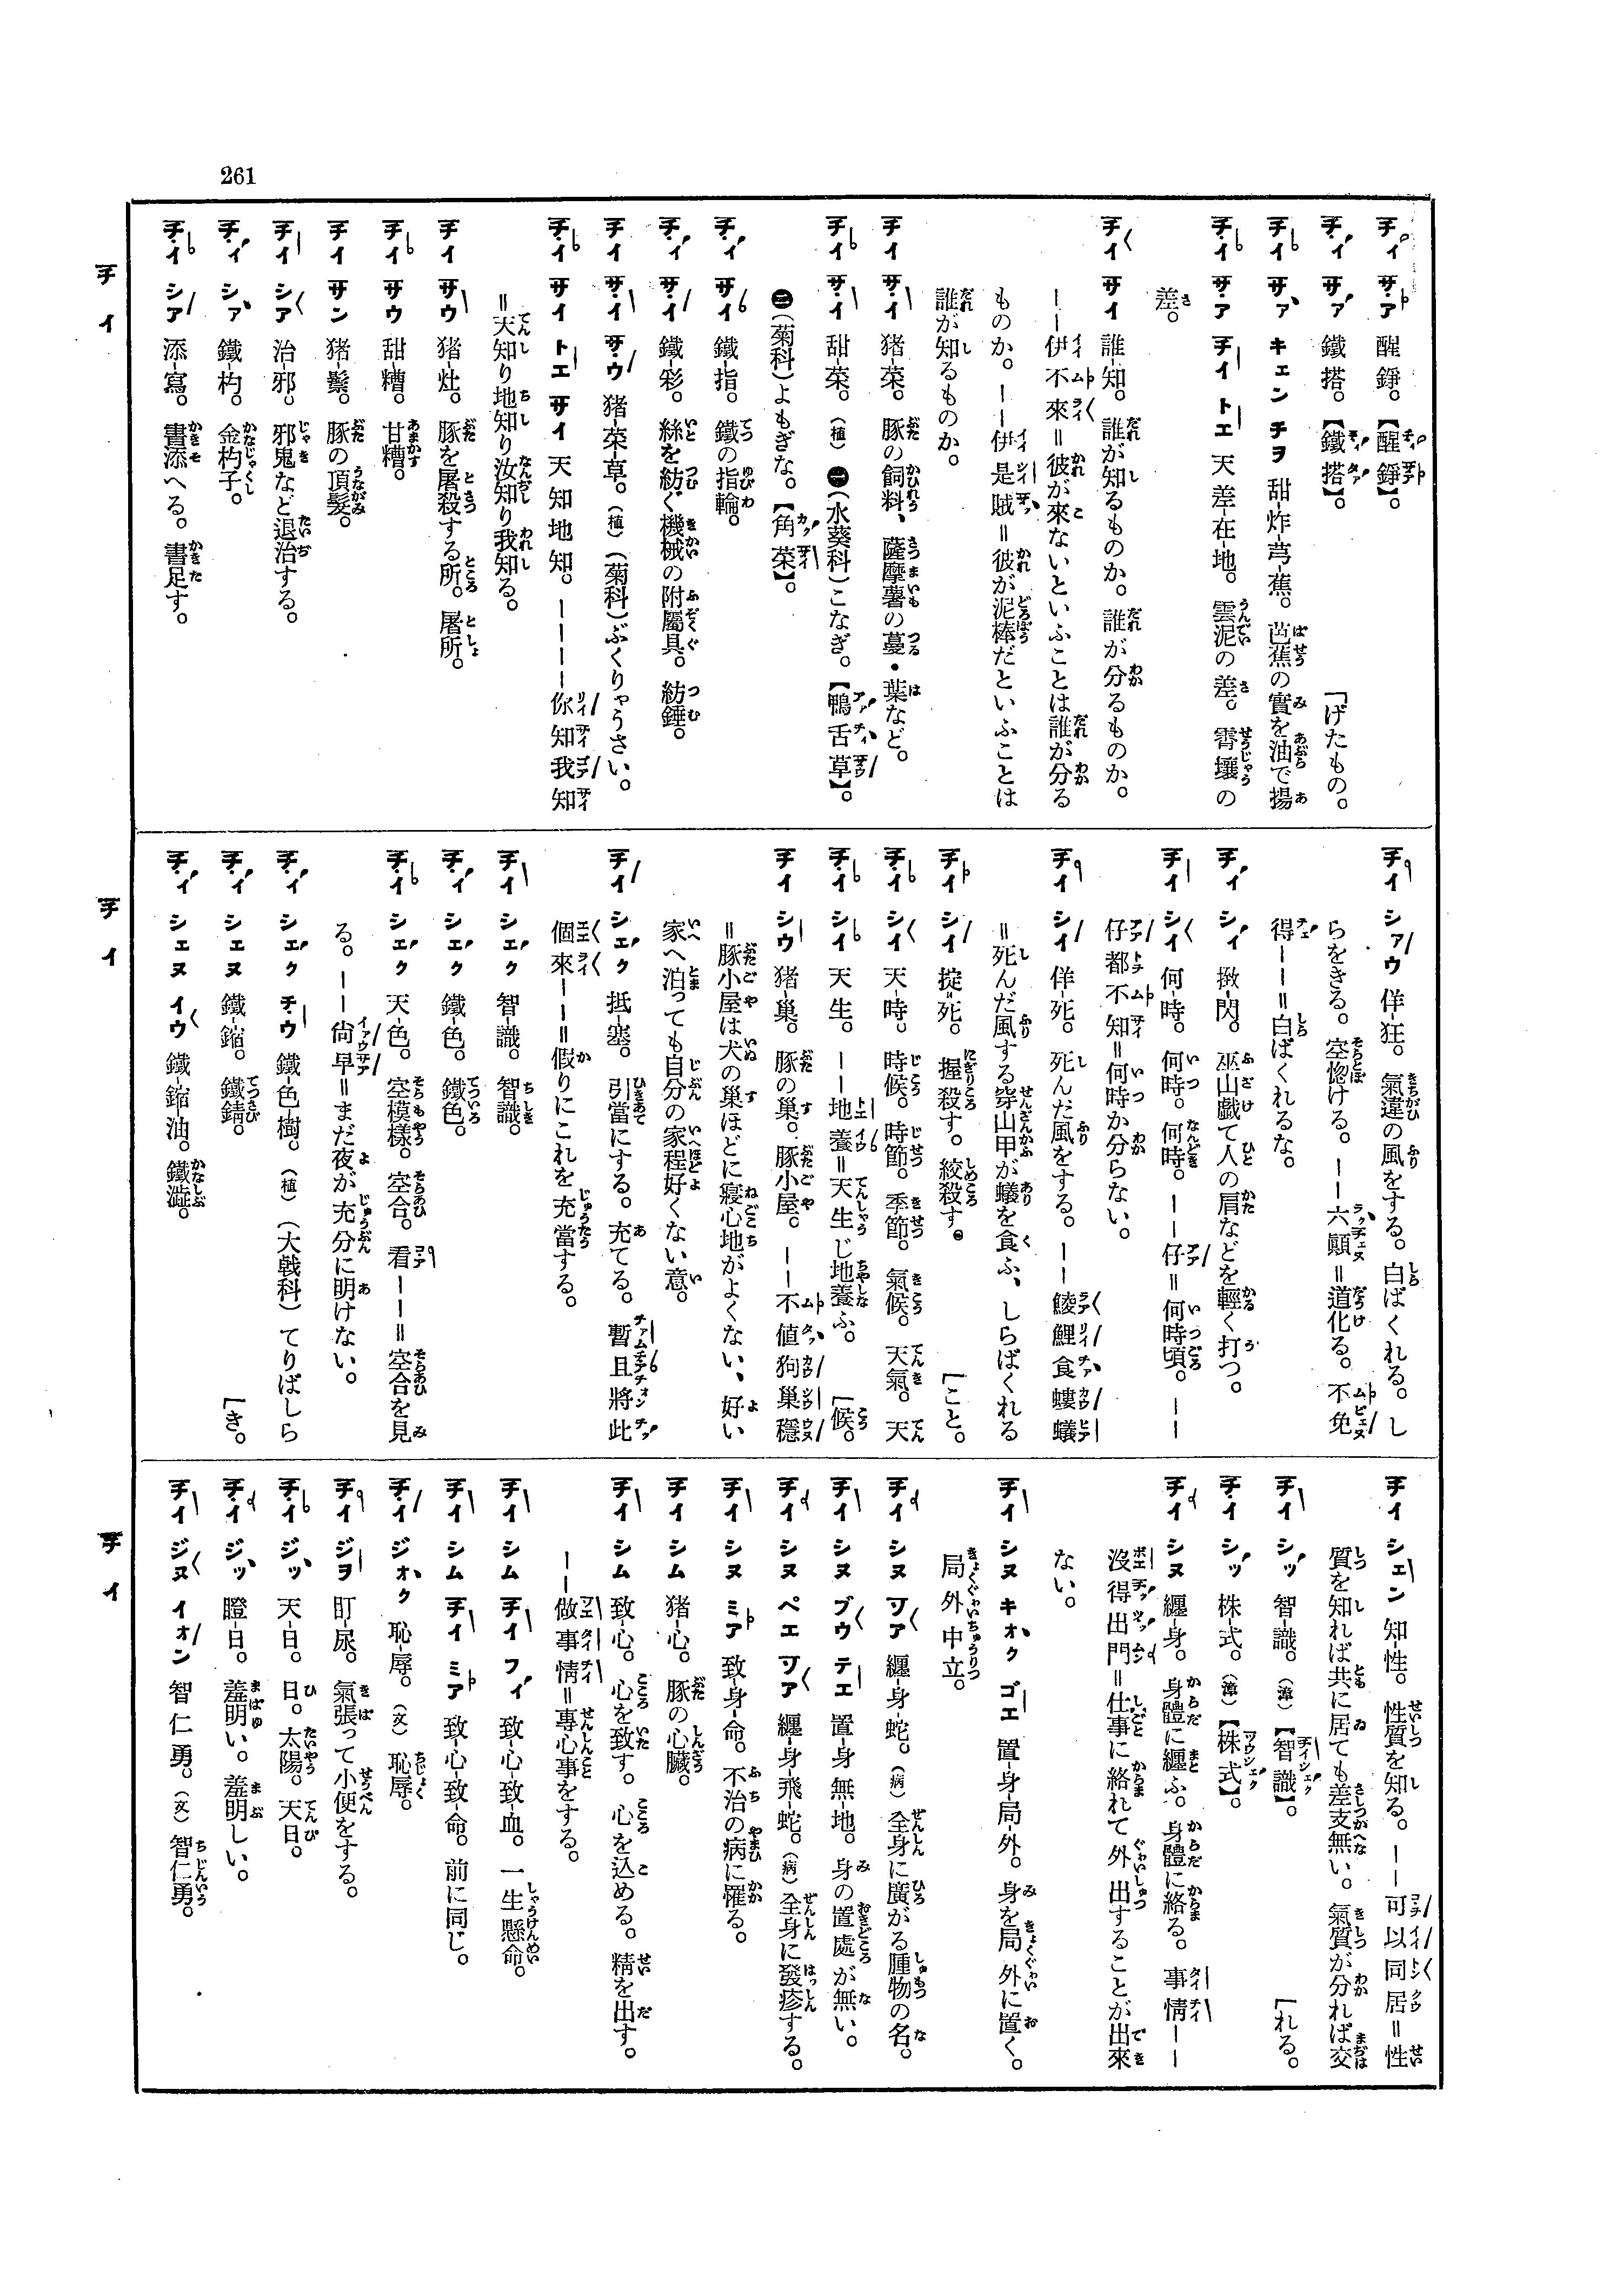 261
チィ サア 醒錚。【醒錚】。
チィ サァ 鐵搭。【鐵搭】。 「げたもの。
チイ サァ キェン チヲ 甜-炸-芎-蕉。芭蕉の實を油で揚
チイ サア チイ トエ 天差-在-地。雲泥の差。霄壤の
差。
チイ サイ 誰-知。誰が知るものか。誰が分るものか。
――伊不來=彼が來ないといふことは誰が分る
ものか。――伊是賊=彼が泥棒だといふことは
誰が知るものか。
チイ サイ 猪-菜。豚の飼料、薩摩薯の蔓・葉など。
チイ サイ 甜-菜。(植)㊀(水葵科)こなぎ。【鴨舌草】。
㊁(菊科)よもぎな。【角菜】。
チィ サイ 鐵-指。鐵の指輪。
チィ サイ 鐵-彩。絲を紡ぐ機械の附屬具。紡錘。
チイ サイ サウ 猪-菜-草。(植)(菊科)ぶくりゃうさい。
チイ サイ トエ サイ 天知地知。――――你知我知
=天知り地知り汝知り我知る。
チイ サウ 猪-灶。豚を屠殺する所。屠所。
チイ サウ 甜-糟。甘糟。
チイ サン 猪-鬃。豚の頂髮。
チイ シア 治-邪。邪鬼など退治する。
チィ シァ 鐵-杓。金杓子。
チイ シア 添-寫。書添へる。書足す。
チイ シァウ 佯-狂。氣違の風をする。白ばくれる。し
らをきる。空惚ける。――六顚=道化る。不免
得――=白ばくれるな。
チィ シィ 揪-閃。巫山戲て人の肩などを輕く打つ。
チイ シイ 何-時。何時。何時。――仔=何時頃。――
仔都不知=何時か分らない。
チイ シイ 佯-死。死んだ風をする。――鯪鯉食螻蟻
=死んだ風する穿山甲が蟻を食ふ、しらばくれる
チイ シイ 掟=死。握殺す。絞殺す。 「こと。
チイ シイ 天-時。時候。時節。季節。氣候。天氣。天
チイ シイ 天-生。――地養=天生じ地養ふ。 「候。
チイ シウ 猪-巢。豚の巢。豚小屋。――不値狗巢穩
=豚小屋は犬の巢ほどに寢心地がよくない、好い
家へ泊っても自分の家程好くない意。
チイ シェク 抵-塞。引當にする。充てる。暫且將此
個來――=假りにこれを充當する。
チイ シェク 智識。智識。
チィ シェク 鐵-色。鐵色。
チイ シェク 天-色。空模樣。空合。看――=空合を見
る。――尙早=まだ夜が充分に明けない。
チィ シェク チウ 鐵-色-樹。(植)(大戟科)てりばしら
チィ シェヌ 鐵-鏥。鐵錆。 「き。
チィ シェヌ イウ 鐵-鏥-油。鐵澁。
チイ シェン 知-性。性質を知る。――可以同居=性
質を知れば共に居ても差支無い。氣質が分れば交
チイ シッ 智-識。(漳)【智識】。 「れる。
チイ シッ 株-式。(漳)【株式】。
チイ シヌ 纒-身。身體に纒ふ。身體に絡る。事情――
沒得出門=仕事に絡れて外出することが出來
ない。
チイ シヌ キオク ゴエ 置-身-局-外。身を局外に置く。
局外中立。
チイ シヌ ツアァ 纒-身-蛇。(病)全身に廣がる腫物の名。
チイ シヌ ブウ テエ 置-身無-地。身の置處が無い。
チイ シヌ ペエ ツアァ 纒-身-飛-蛇。(病)全身に發疹する。
チイ シヌ ミア 致-身-命。不治の病に罹る。
チイ シム 猪-心。豚の心臟。
チイ シム 致-心。心を致す。心を込める。精を出す。
――做事情=專心事をする。
チイ シム チイ フィ 致-心-致-血。一生懸命。
チイ シム チイ ミア 致-心-致-命。前に同じ。
チイ ジオク 恥-辱。(文)恥辱。
チイ ジヲ 盯-尿。氣張って小便をする。
チイ ジッ 天-日。日。太陽。天日。
チイ ジッ 瞪-日。羞明い。羞明しい。
チイ ジヌ イオン 智仁勇。(文)智仁勇。
チイ
チイ
チイ